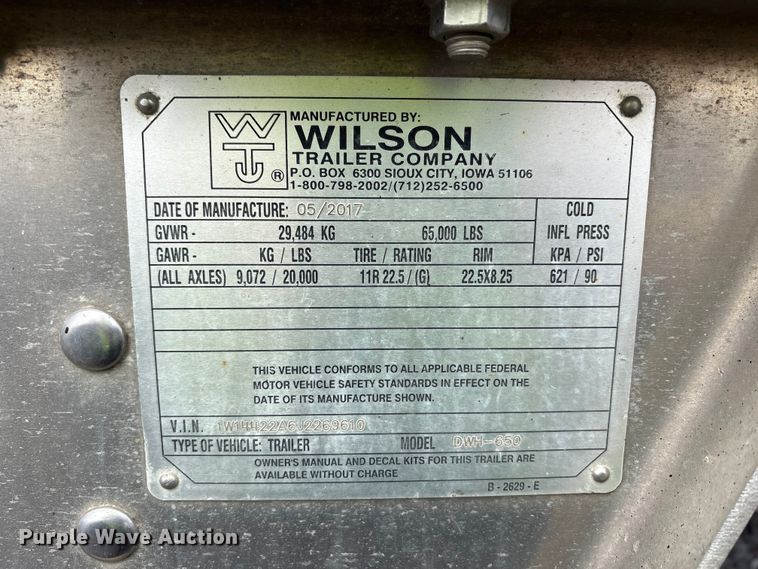 MANUFACTURED BY:
WILSON
TRAILER COMPANY
P.O. BOX 6300 SIOUX CITY, IOWA 51106
1-800-798-2002/(712)252-6500
WT ®
DATE OF MANUFACTURE: 05/2017 COLD
GVWR - 29,484 KG 65,000 LBS INFL PRESS
GAWR - KG / LBS TIRE / RATING RIM KPA / PSI
(ALL AXLES) 9,072 / 20,000 11R 22.5 / (G) 22.5X8.25 621 / 90
THIS VEHICLE CONFORMS TO ALL APPLICABLE FEDERAL
MOTOR VEHICLE SAFETY STANDARDS IN EFFECT ON THE
DATE OF ITS MANUFACTURE SHOWN.
V.I.N. 1W14422A6J2263610
TYPE OF VEHICLE: TRAILER MODEL DWH-650
OWNER'S MANUAL AND DECAL KITS FOR THIS TRAILER ARE
AVAILABLE WITHOUT CHARGE
B - 2629 - E
Purple Wave Auction